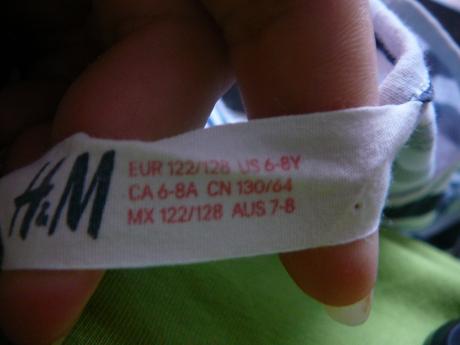 H&M
EUR 122/128 US 6-8Y
CA 6-8A CN 130/64
MX 122/128 AUS 7-8